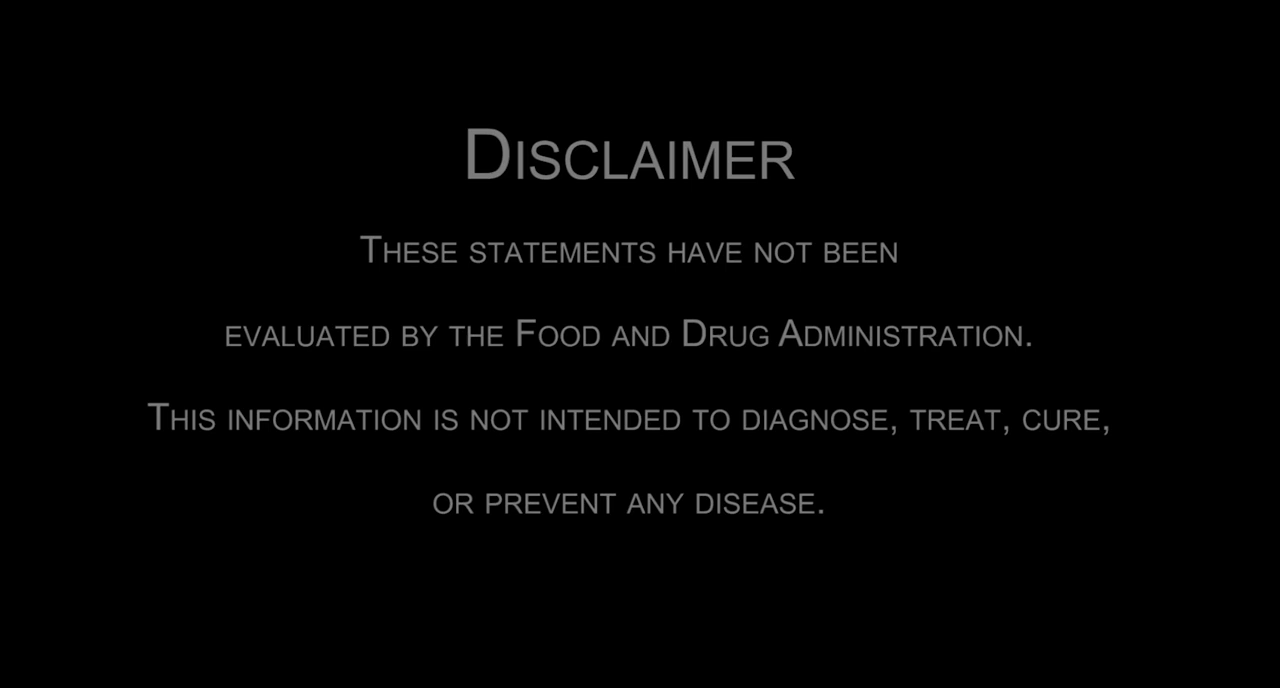 Disclaimer
These statements have not been
evaluated by the Food and Drug Administration.
This information is not intended to diagnose, treat, cure,
or prevent any disease.